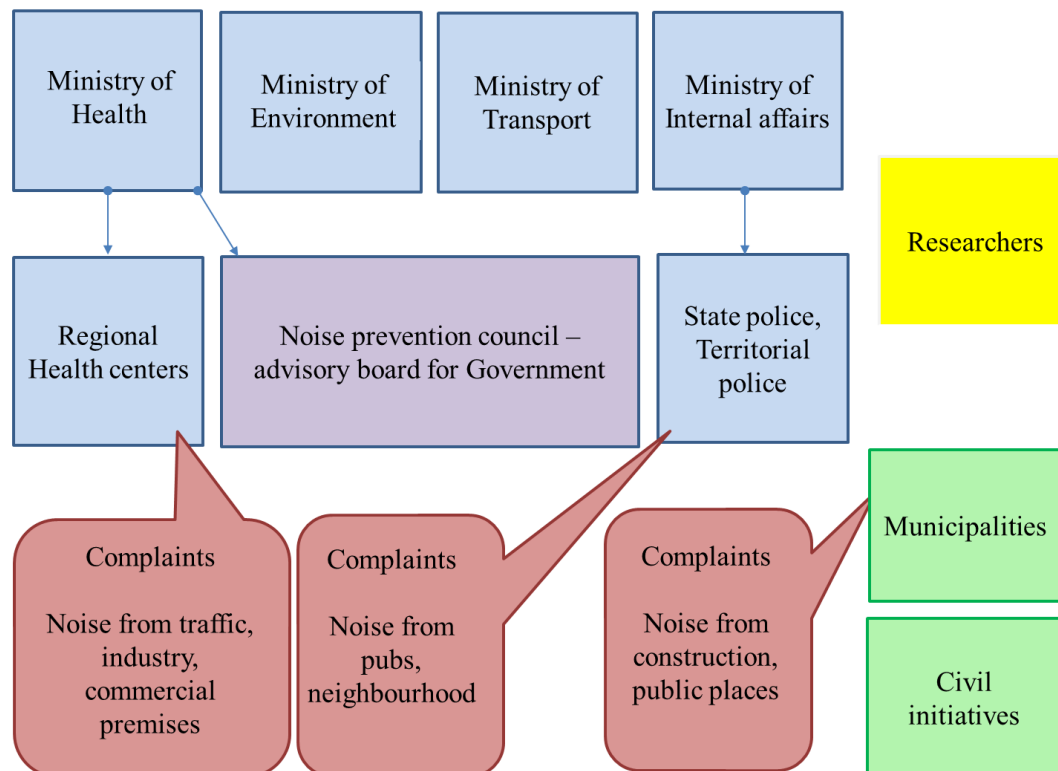 Ministry of
Health
Ministry of
Environment
Ministry of
Transport
Ministry of
Internal affairs
Researchers
Regional
Health centers
Noise prevention council –
advisory board for Government
State police,
Territorial
police
Complaints
Noise from traffic,
industry,
commercial
premises
Complaints
Noise from
pubs,
neighbourhood
Complaints
Noise from
construction,
public places
Municipalities
Civil
initiatives